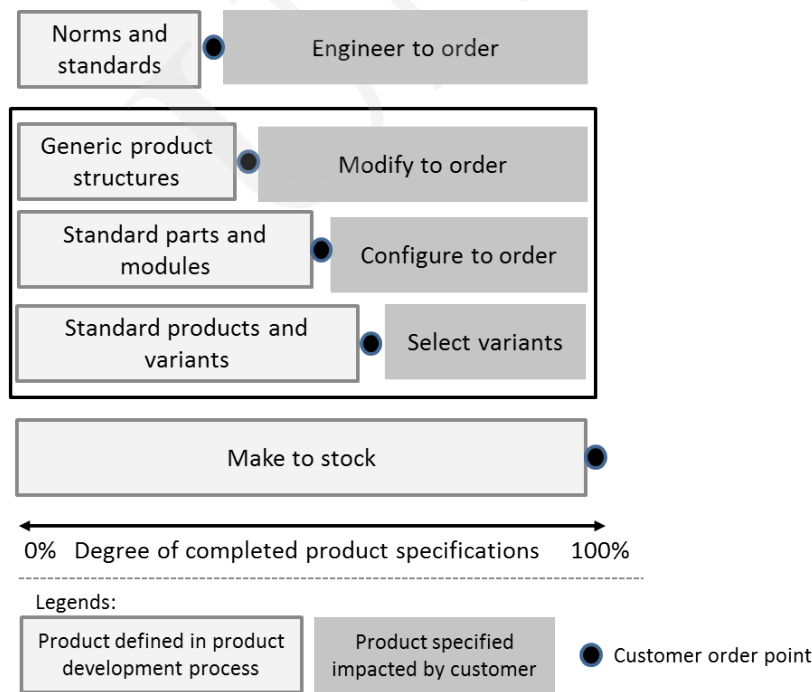 Norms and
standards
Engineer to order
Generic product
structures
Modify to order
Standard parts and
modules
Configure to order
Standard products and
variants
Select variants
Make to stock
0% Degree of completed product specifications 100%
Legends:
Product defined in product
development process
Product specified
impacted by customer
Customer order point